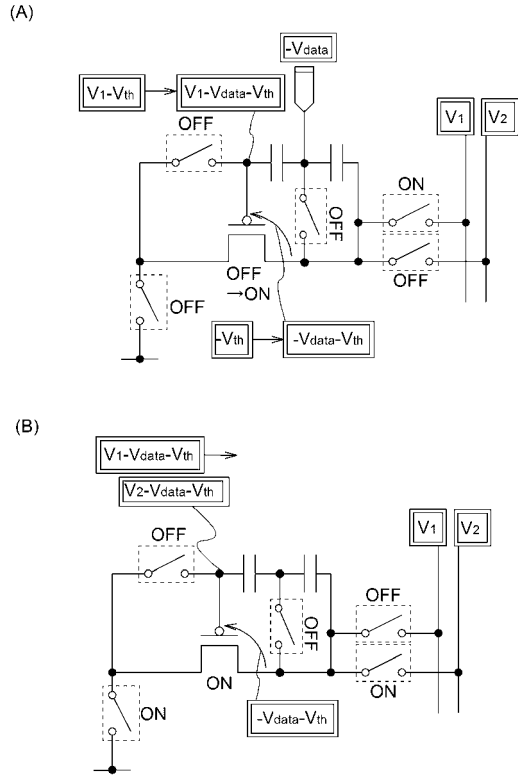 (A)
-Vdata
V1-Vth
V1-Vdata-Vth
V1
V2
OFF
ON
OFF
OFF
OFF
→ON
OFF
OFF
-Vth
-Vdata-Vth
(B)
V1-Vdata-Vth
V2-Vdata-Vth
V1
V2
OFF
OFF
OFF
ON
ON
ON
-Vdata-Vth